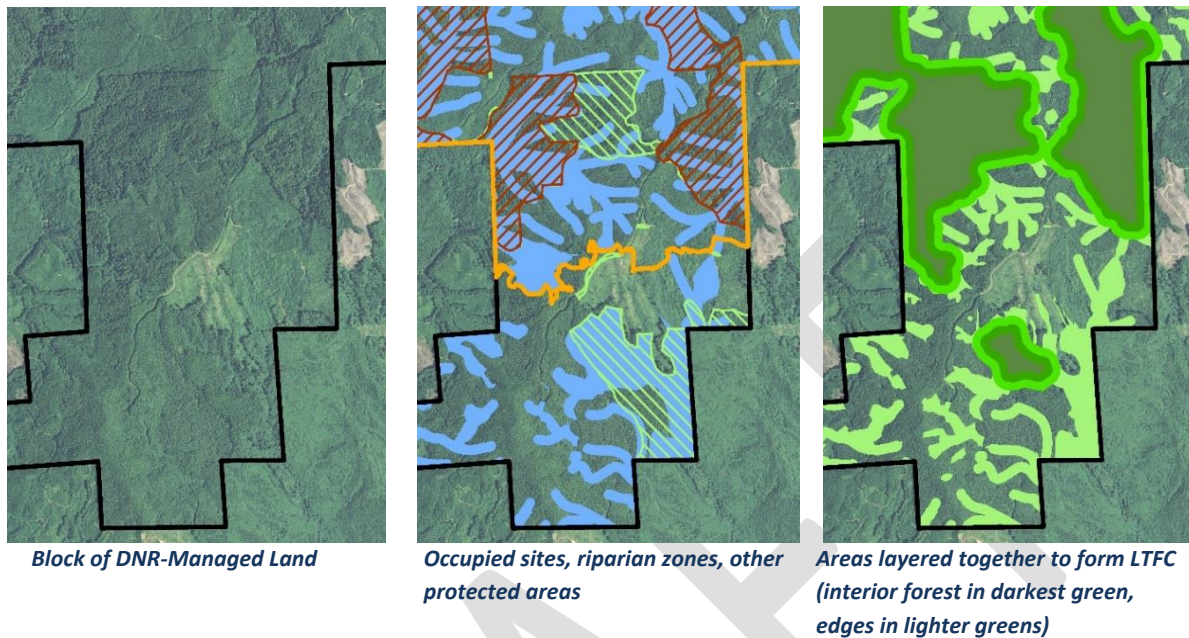 Block of DNR-Managed Land
Occupied sites, riparian zones, other
protected areas
Areas layered together to form LTFC
(interior forest in darkest green,
edges in lighter greens)